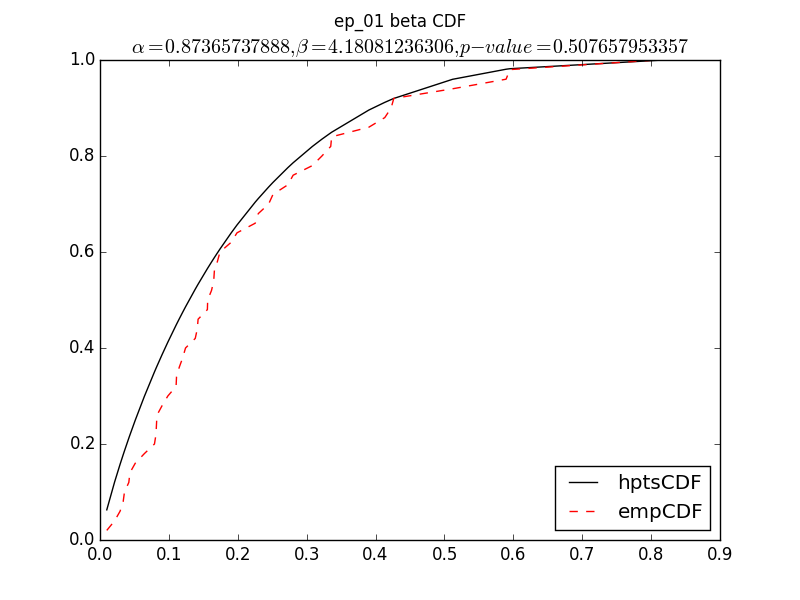 ep_01 beta CDF
α=0.87365737888,β=4.18081236306,p−value=0.507657953357
1.0
0.8
0.6
0.4
0.2
0.0
0.0 0.1 0.2 0.3 0.4 0.5 0.6 0.7 0.8 0.9
hptsCDF
empCDF